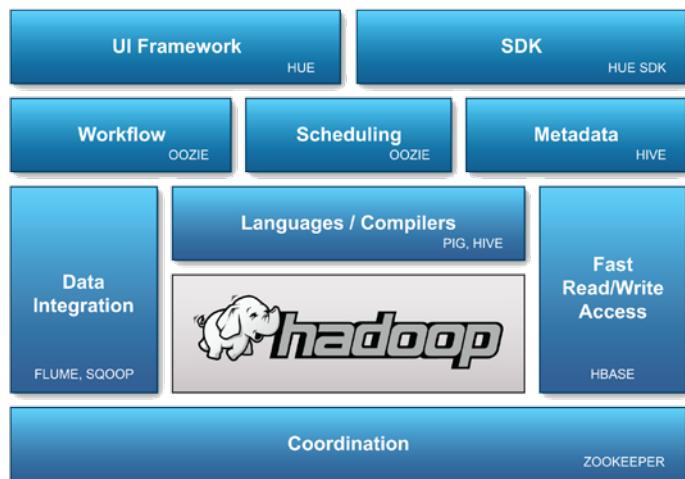 UI Framework
HUE
SDK
HUE SDK
Workflow
OOZIE
Scheduling
OOZIE
Metadata
HIVE
Data
Integration
FLUME, SQOOP
Languages / Compilers
PIG, HIVE
hadoop
Fast
Read/Write
Access
HBASE
Coordination
ZOOKEEPER